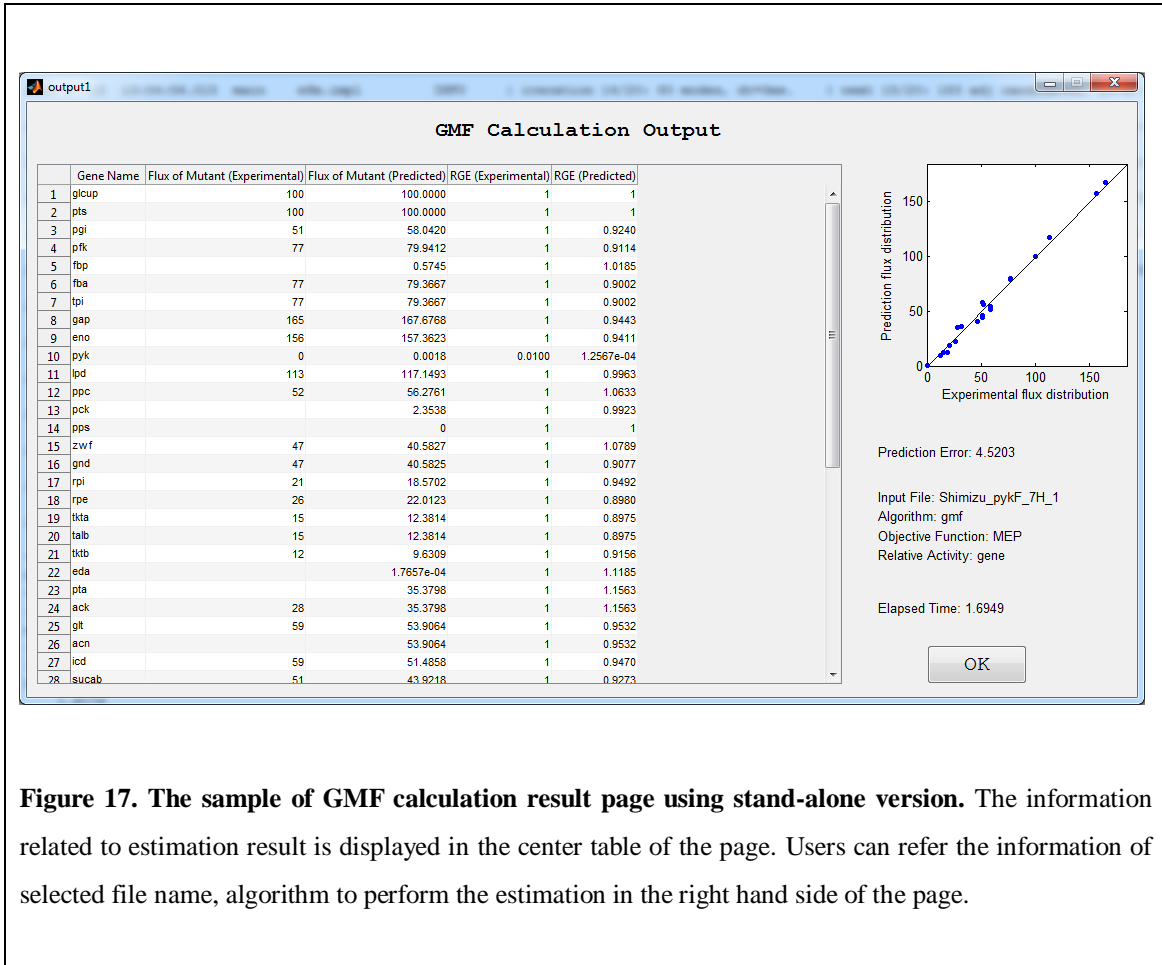 output1
GMF Calculation Output
Gene Name Flux of Mutant (Experimental) Flux of Mutant (Predicted) RGE (Experimental) RGE (Predicted)
1 glcup 100 100.0000 1 1
2 pts 100 100.0000 1 1
3 pgi 51 58.0420 1 0.9240
4 pfk 77 79.9412 1 0.9114
5 fbp 0.5745 1 1.0185
6 fba 77 79.3667 1 0.9002
7 tpi 77 79.3667 1 0.9002
8 gap 165 167.6768 1 0.9443
9 eno 156 157.3623 1 0.9411
10 pyk 0 0.0018 0.0100 1.2567e-04
11 lpd 113 117.1493 1 0.9963
12 ppc 52 56.2761 1 1.0633
13 pck 2.3538 1 0.9923
14 pps 0 1 1
15 zwf 47 40.5827 1 1.0789
16 gnd 47 40.5825 1 0.9077
17 rpi 21 18.5702 1 0.9492
18 rpe 26 22.0123 1 0.8980
19 tkta 15 12.3814 1 0.8975
20 talb 15 12.3814 1 0.8975
21 tktb 12 9.6309 1 0.9156
22 eda 1.7657e-04 1 1.1185
23 pta 35.3798 1 1.1563
24 ack 28 35.3798 1 1.1563
25 glt 59 53.9064 1 0.9532
26 acn 53.9064 1 0.9532
27 icd 59 51.4858 1 0.9470
28 sucab 51 43.9218 1 0.9273
Prediction flux distribution
150
100
50
0
0 50 100 150
Experimental flux distribution
Prediction Error: 4.5203
Input File: Shimizu_pykF_7H_1
Algorithm: gmf
Objective Function: MEP
Relative Activity: gene
Elapsed Time: 1.6949
OK
Figure 17. The sample of GMF calculation result page using stand-alone version. The information
related to estimation result is displayed in the center table of the page. Users can refer the information of
selected file name, algorithm to perform the estimation in the right hand side of the page.